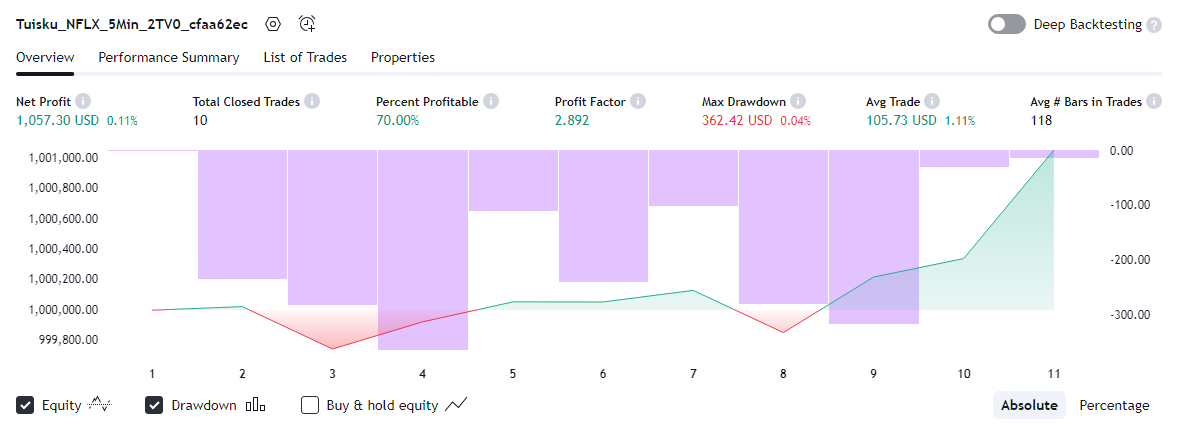 Tuisku_NFLX_5Min_2TV0_cfaa62ec Deep Backtesting ?
Overview Performance Summary List of Trades Properties
Net Profit i Total Closed Trades i Percent Profitable i Profit Factor i Max Drawdown i Avg Trade i Avg # Bars in Trades i
1,057.30 USD 0.11% 10 70.00% 2.892 362.42 USD 0.04% 105.73 USD 1.11% 118
1,001,000.00 0.00
1,000,800.00
1,000,600.00 -100.00
1,000,400.00 -200.00
1,000,200.00
1,000,000.00 -300.00
999,800.00
1 2 3 4 5 6 7 8 9 10 11
Equity Drawdown Buy & hold equity Absolute Percentage